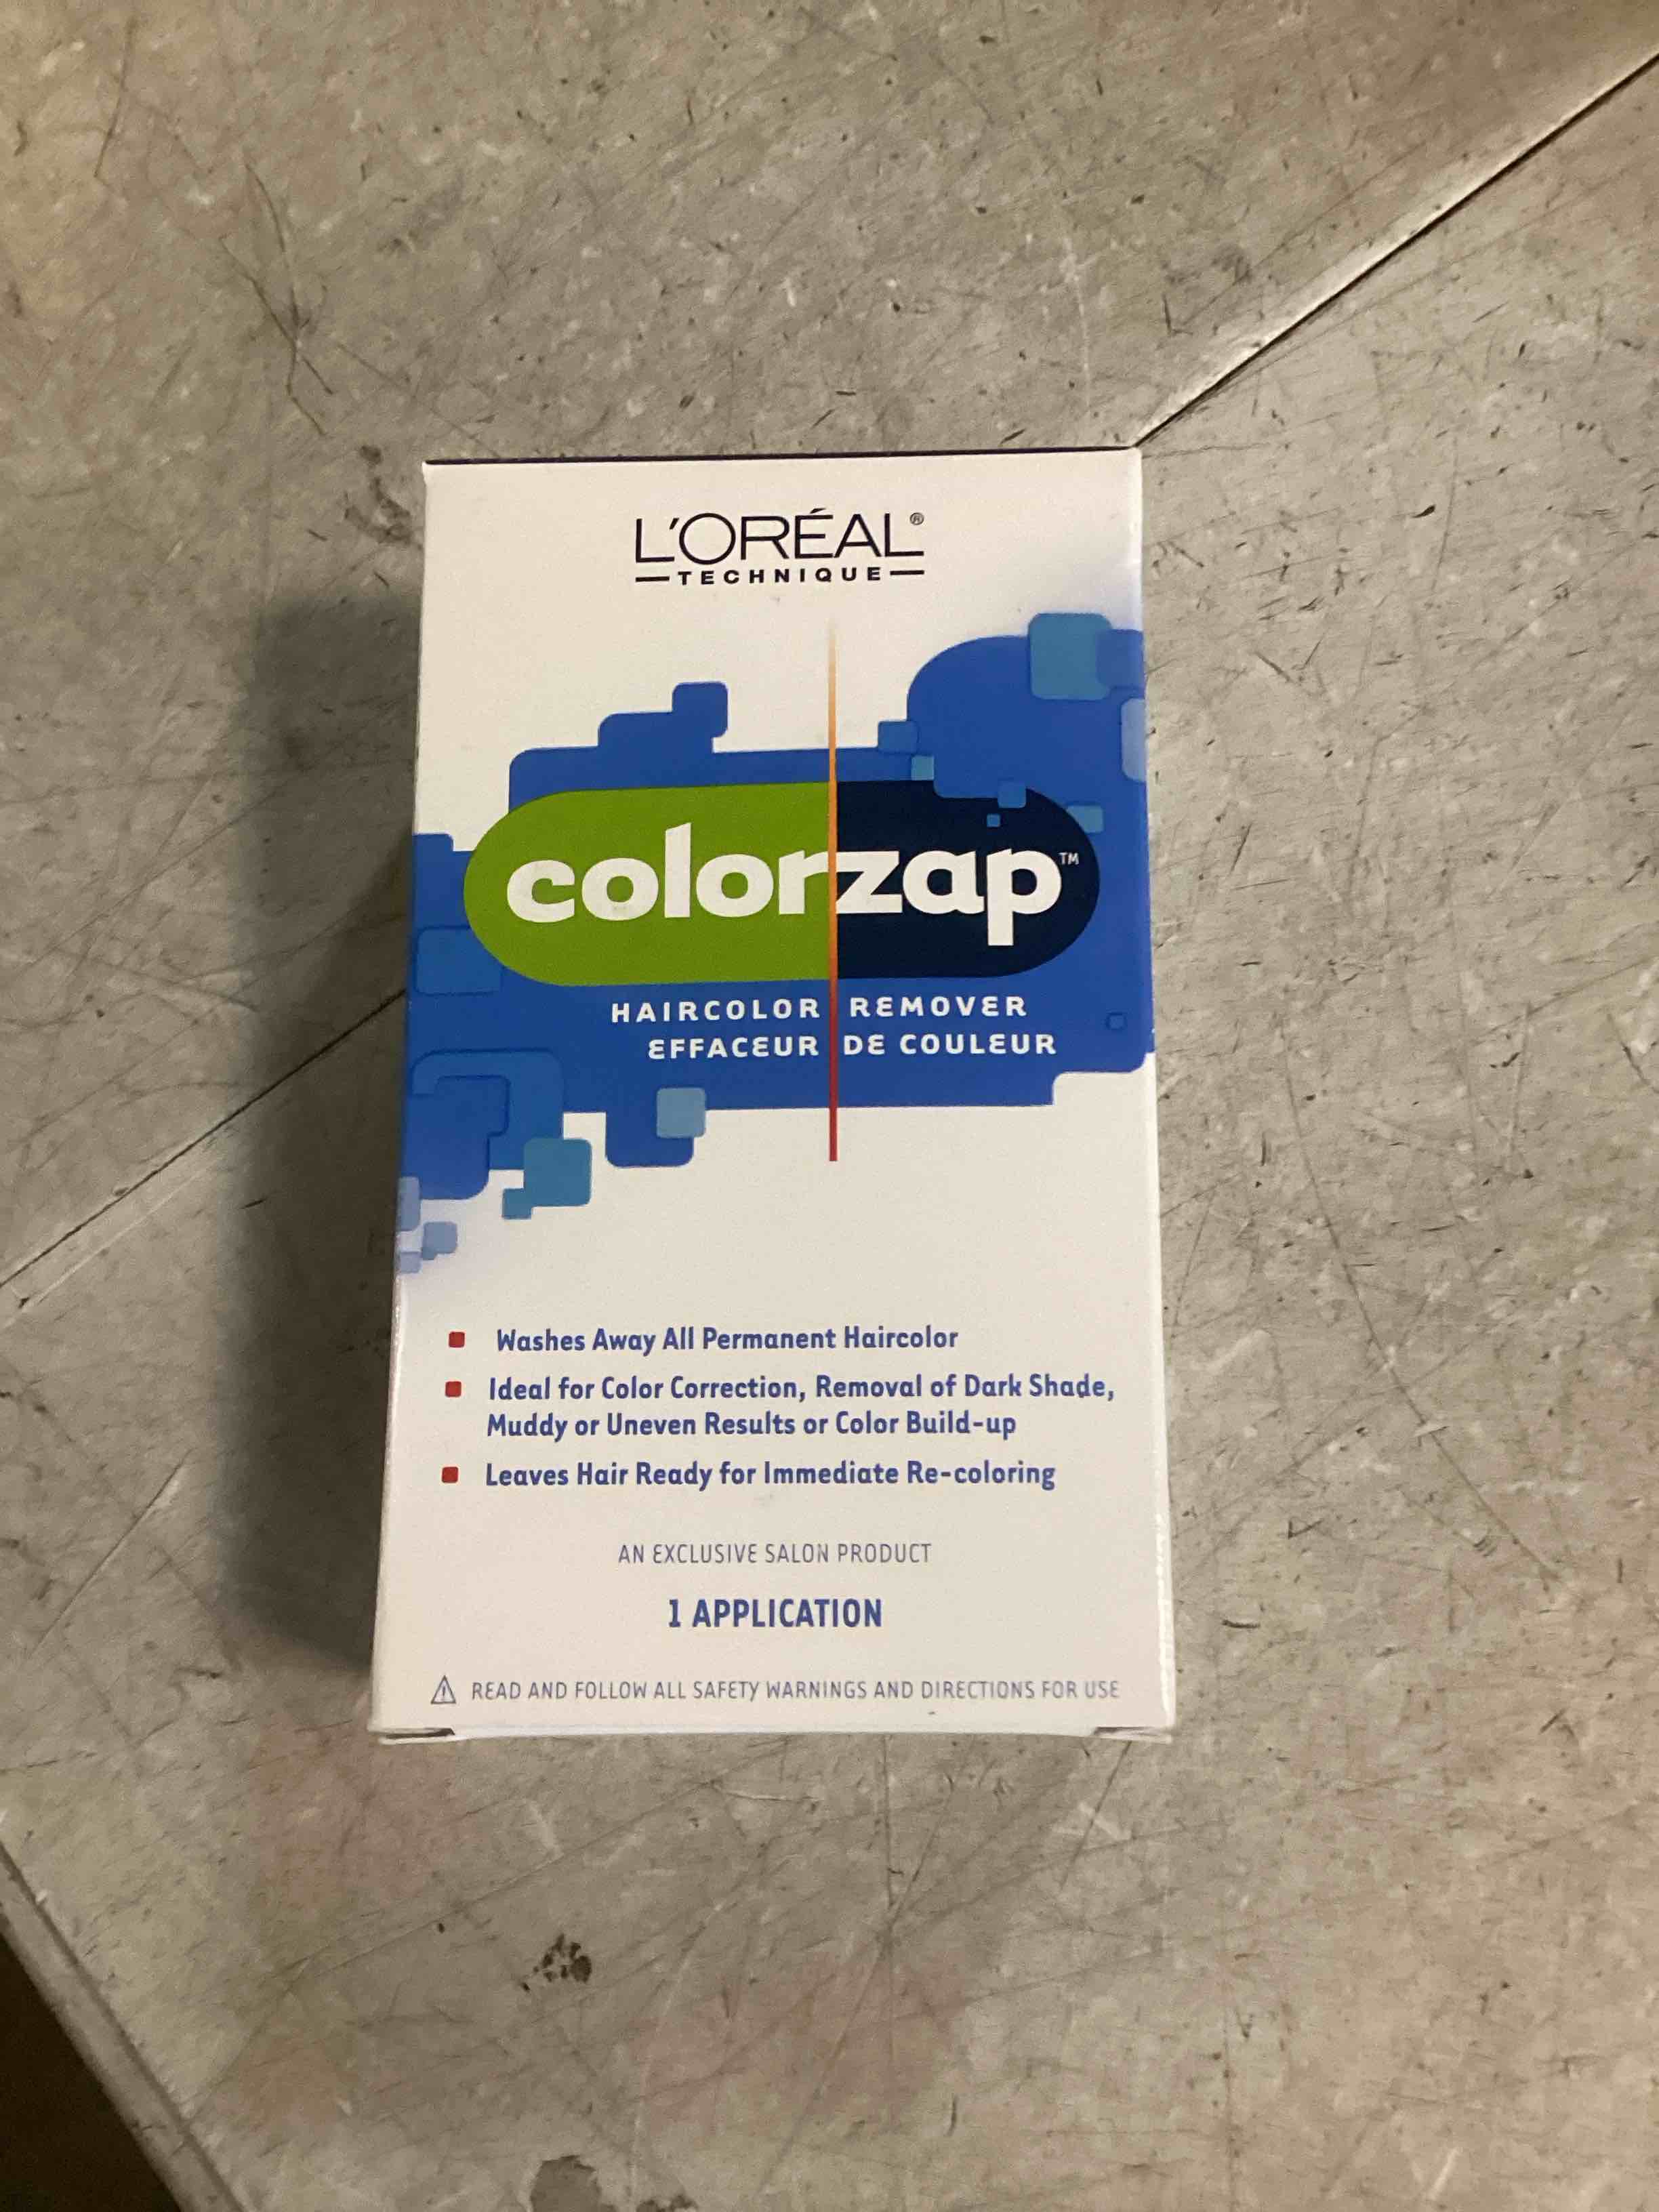 L'ORÉAL®
TECHNIQUE
colorzap™
HAIRCOLOR REMOVER
EFFACEUR DE COULEUR
Washes Away All Permanent Haircolor
Ideal for Color Correction, Removal of Dark Shade,
Muddy or Uneven Results or Color Build-up
Leaves Hair Ready for Immediate Re-coloring
AN EXCLUSIVE SALON PRODUCT
1 APPLICATION
⚠ READ AND FOLLOW ALL SAFETY WARNINGS AND DIRECTIONS FOR USE